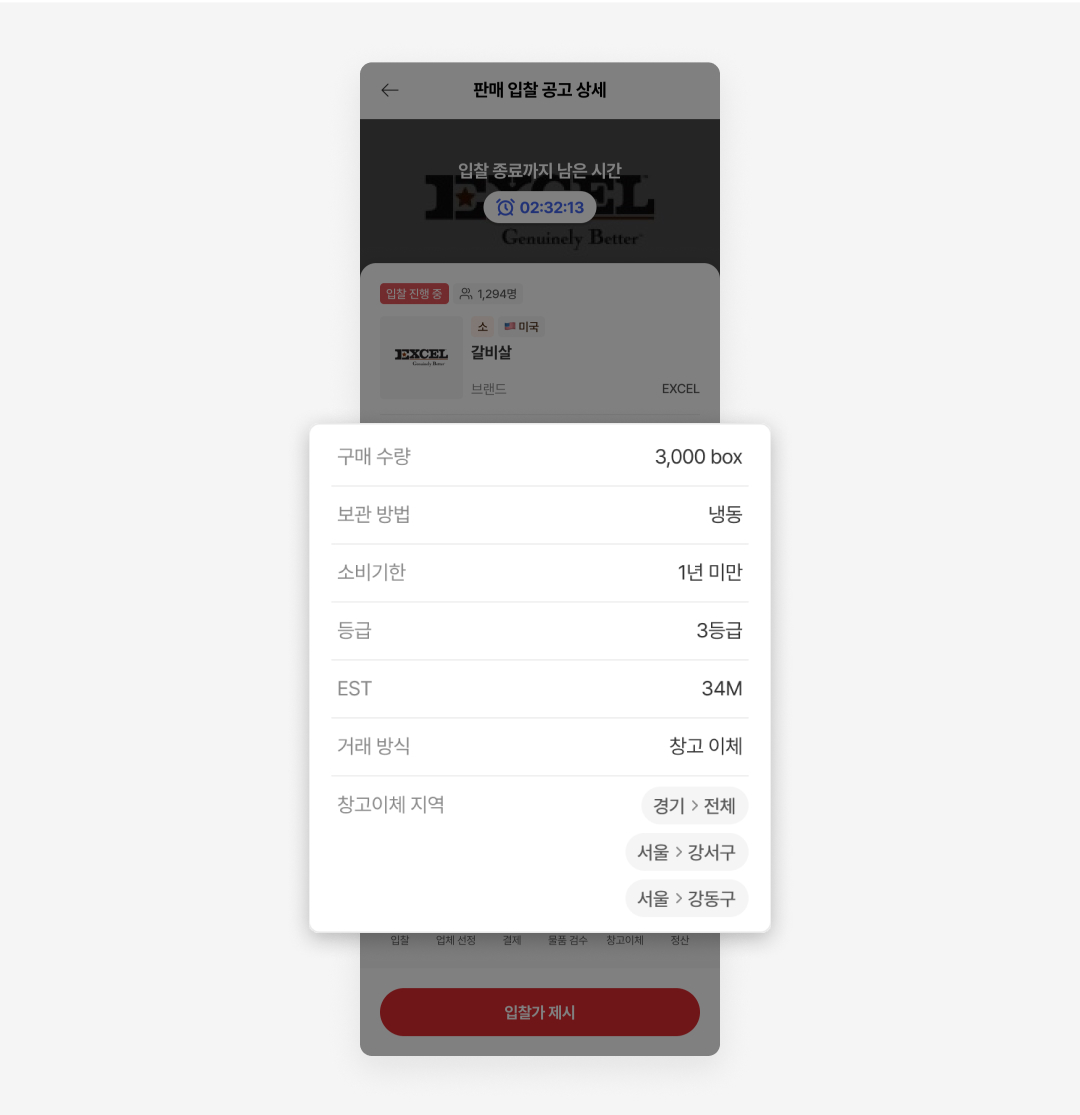 판매 입찰 공고 상세
입찰 종료까지 남은 시간
EXCEL
02:32:13
Genuinely Better
입찰 진행 중 1,294명
소 미국
갈비살
EXCEL
Genuinely Better
브랜드 EXCEL
구매 수량 3,000 box
보관 방법 냉동
소비기한 1년 미만
등급 3등급
EST 34M
거래 방식 창고 이체
창고이체 지역 경기 > 전체
서울 > 강서구
서울 > 강동구
입찰 업체 선정 결제 물품 검수 창고이체 정산
입찰가 제시